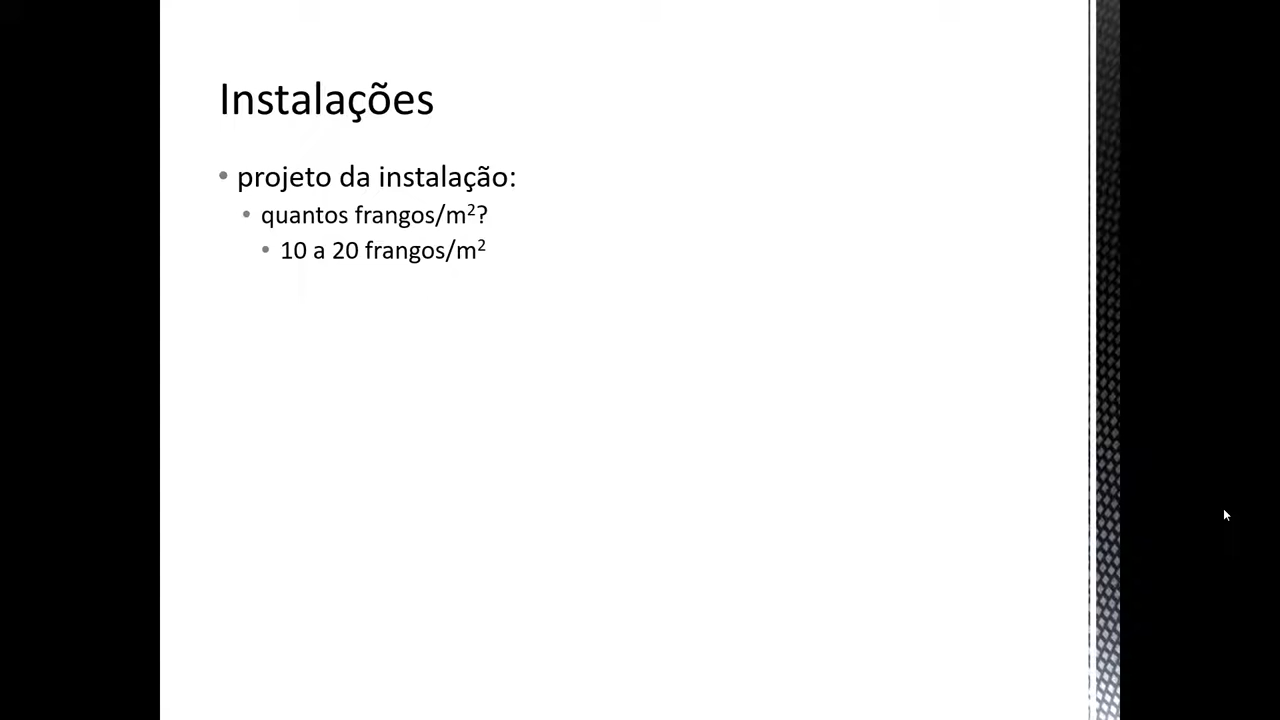 Instalações
• projeto da instalação:
• quantos frangos/m²?
• 10 a 20 frangos/m²